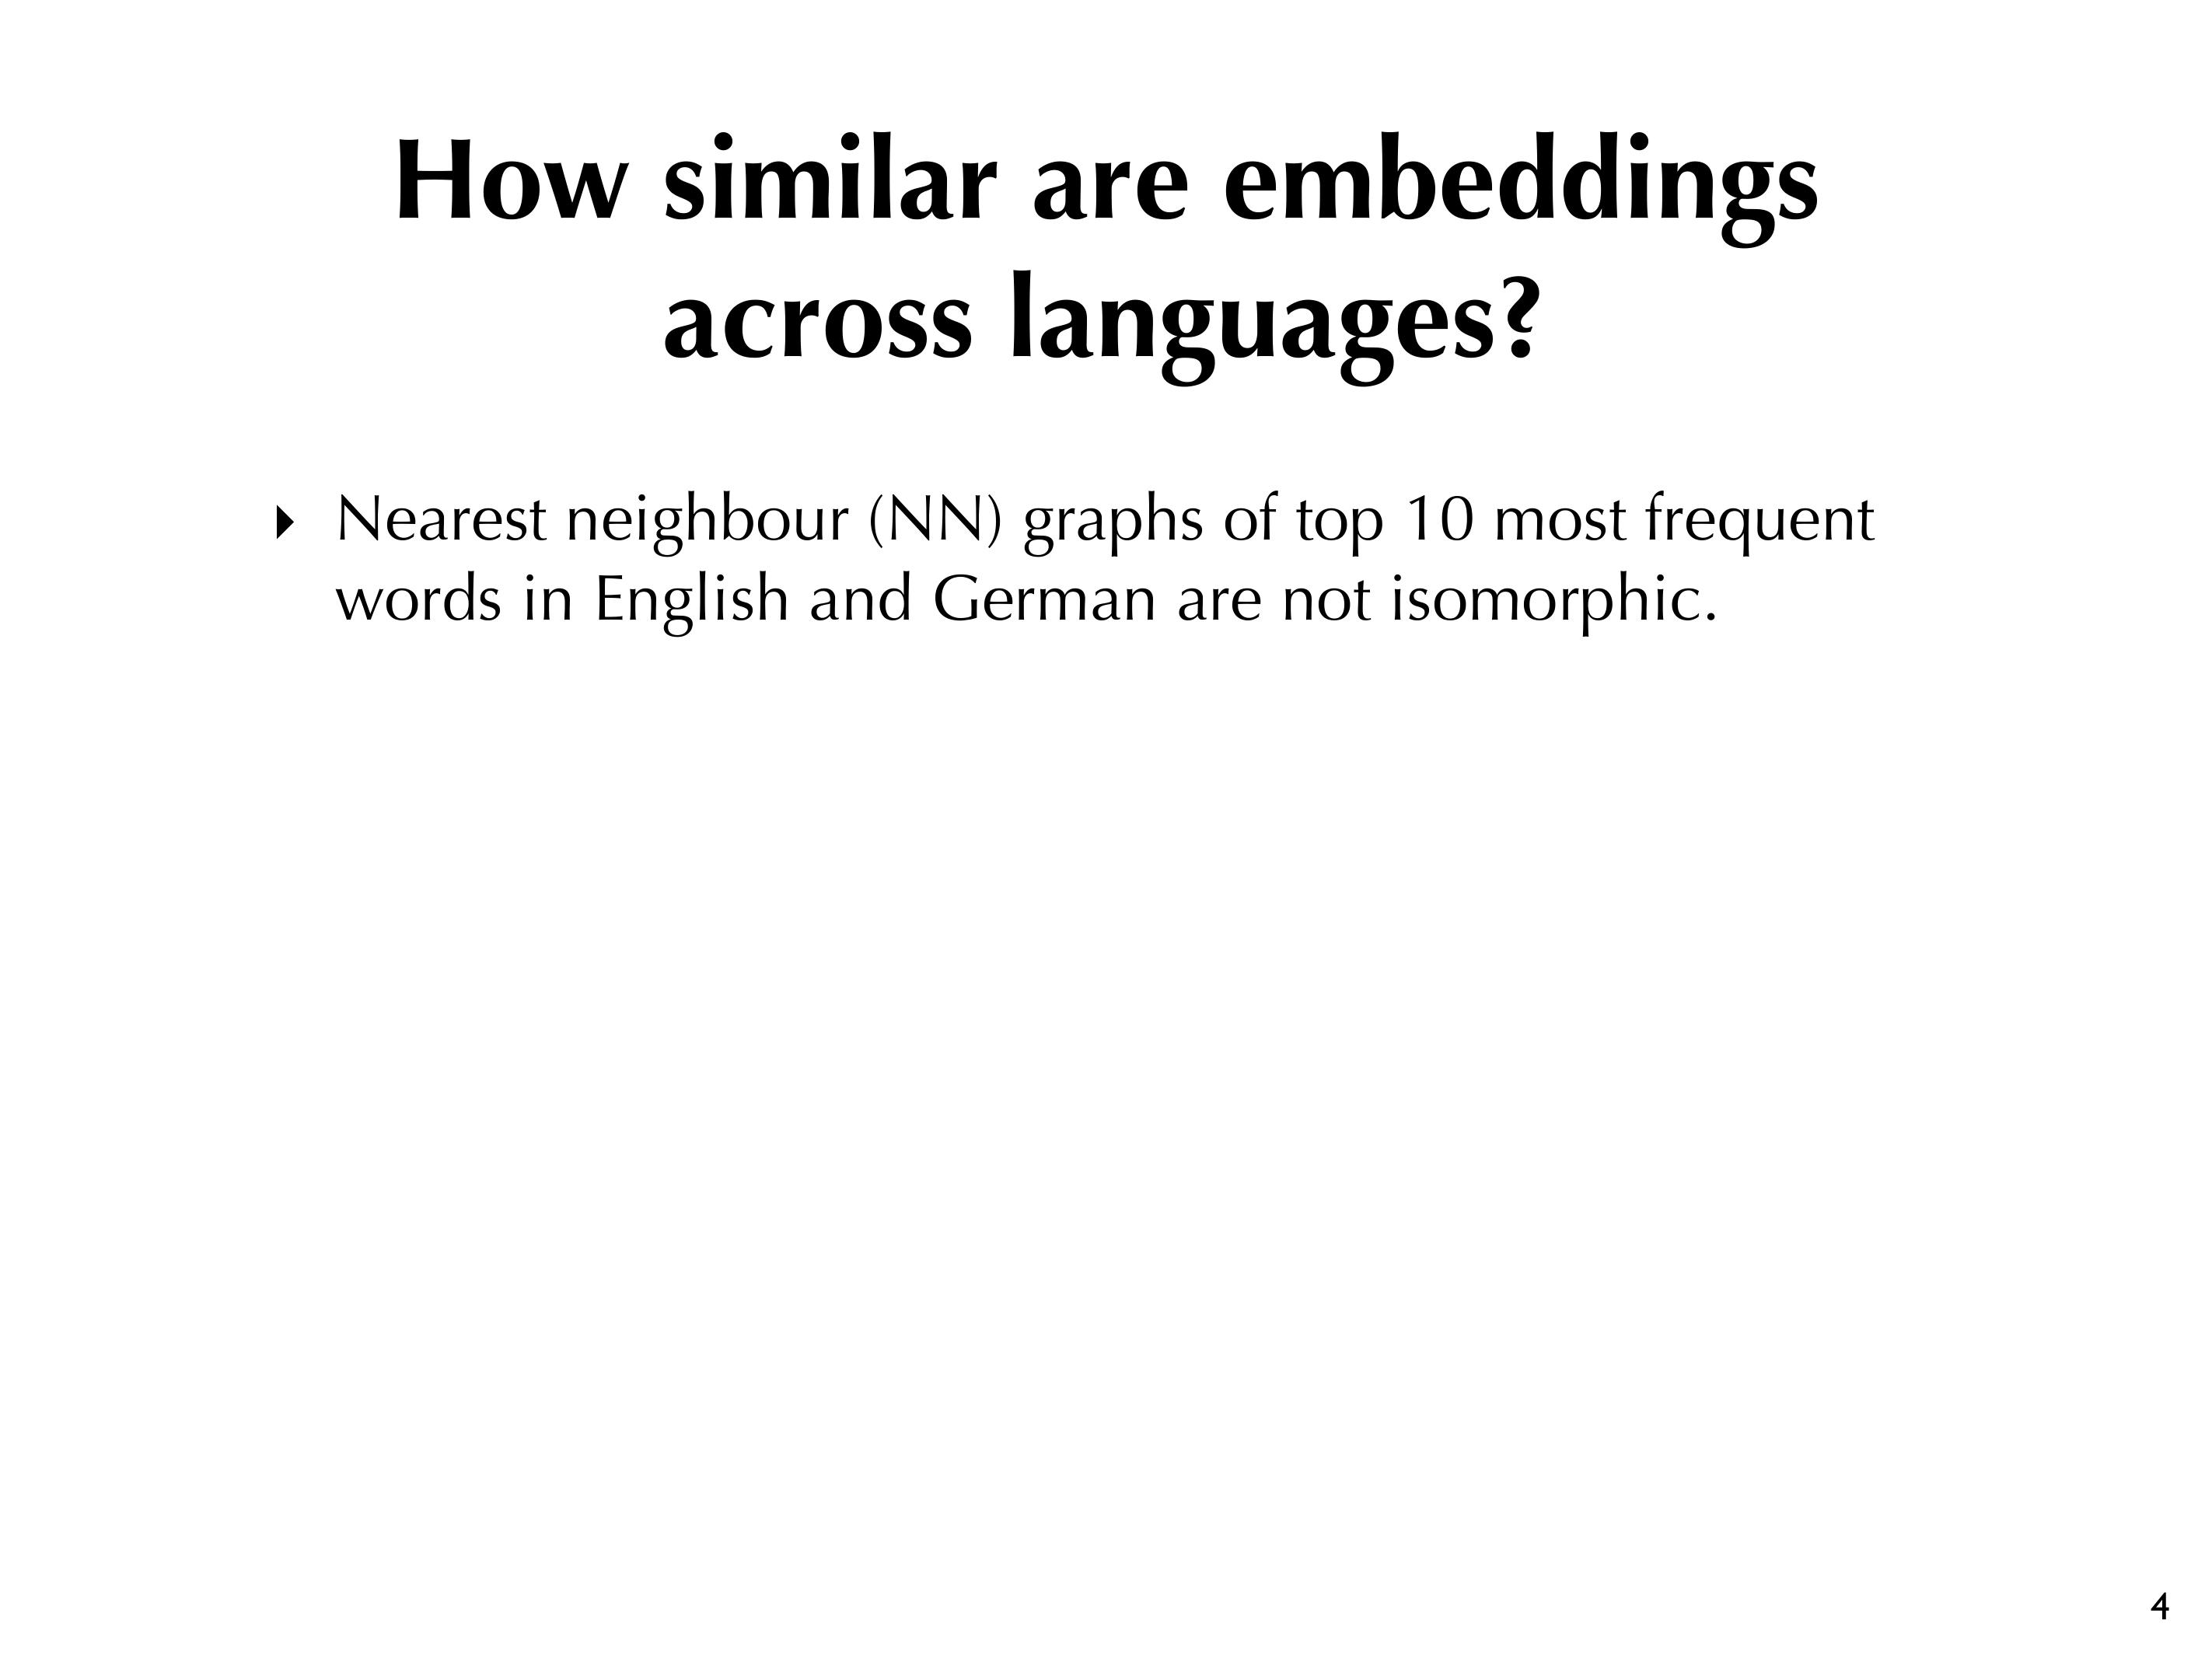 How similar are embeddings
across languages?
‣ Nearest neighbour (NN) graphs of top 10 most frequent
words in English and German are not isomorphic.
4